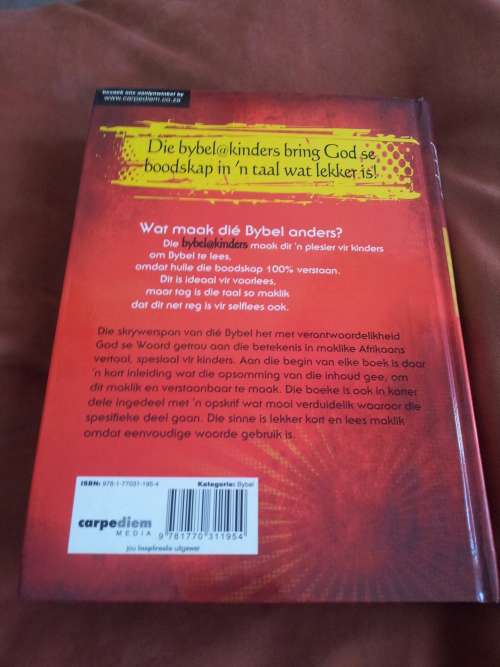 besoek ons aanlynwinkel by
www.carpediem.co.za
Die bybel@kinders bring God se
boodskap in 'n taal wat lekker is!
Wat maak dié Bybel anders?
Die bybel@kinders maak dit 'n plesier vir kinders
om Bybel te lees,
omdat hulle die boodskap 100% verstaan.
Dit is ideaal vir voorlees,
maar tog is die taal so maklik
dat dit net reg is vir selflees ook.
Die skrywerspan van dié Bybel het met verantwoordelikheid
God se Woord getrou aan die betekenis in maklike Afrikaans
vertaal, spesiaal vir kinders. Aan die begin van elke boek is daar
'n kort inleiding wat die opsomming van die inhoud gee, om
dit maklik en verstaanbaar te maak. Die boeke is ook in korter
dele ingedeel met 'n opskrif wat mooi verduidelik waaroor die
spesifieke deel gaan. Die sinne is lekker kort en lees maklik
omdat eenvoudige woorde gebruik is.
ISBN: 978-1-77031-195-4 Kategorie: Bybel
carpediem
MEDIA
9 781770 311954
jou inspirasie uitgewer